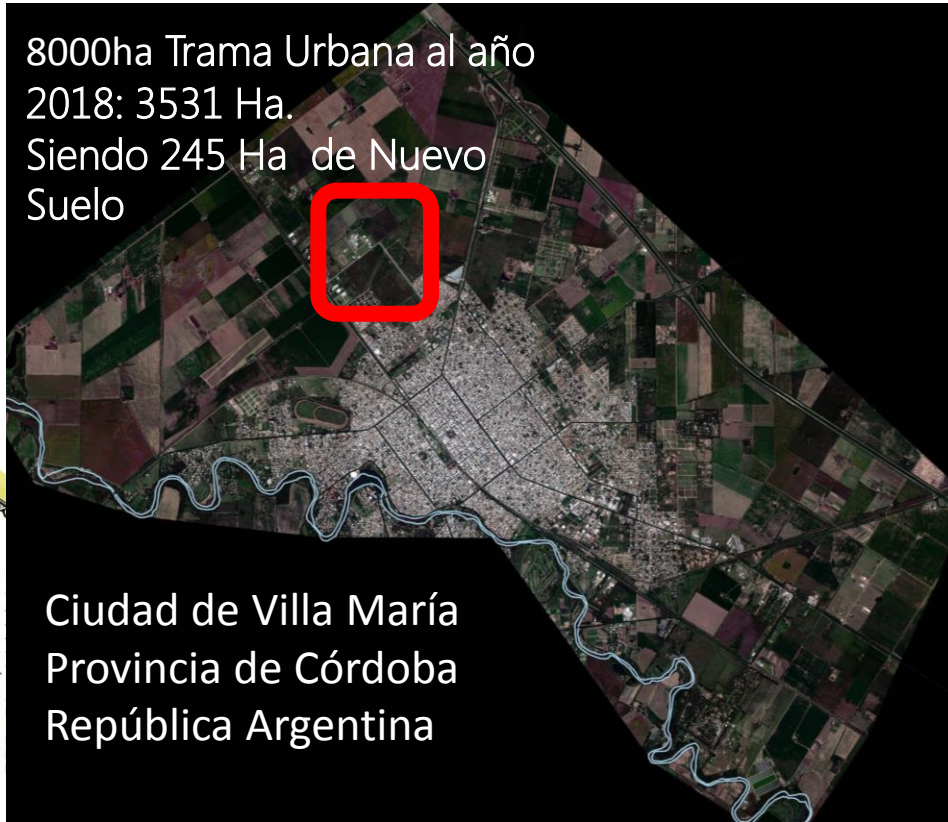 8000ha Trama Urbana al año
2018: 3531 Ha.
Siendo 245 Ha de Nuevo
Suelo
Ciudad de Villa María
Provincia de Córdoba
República Argentina